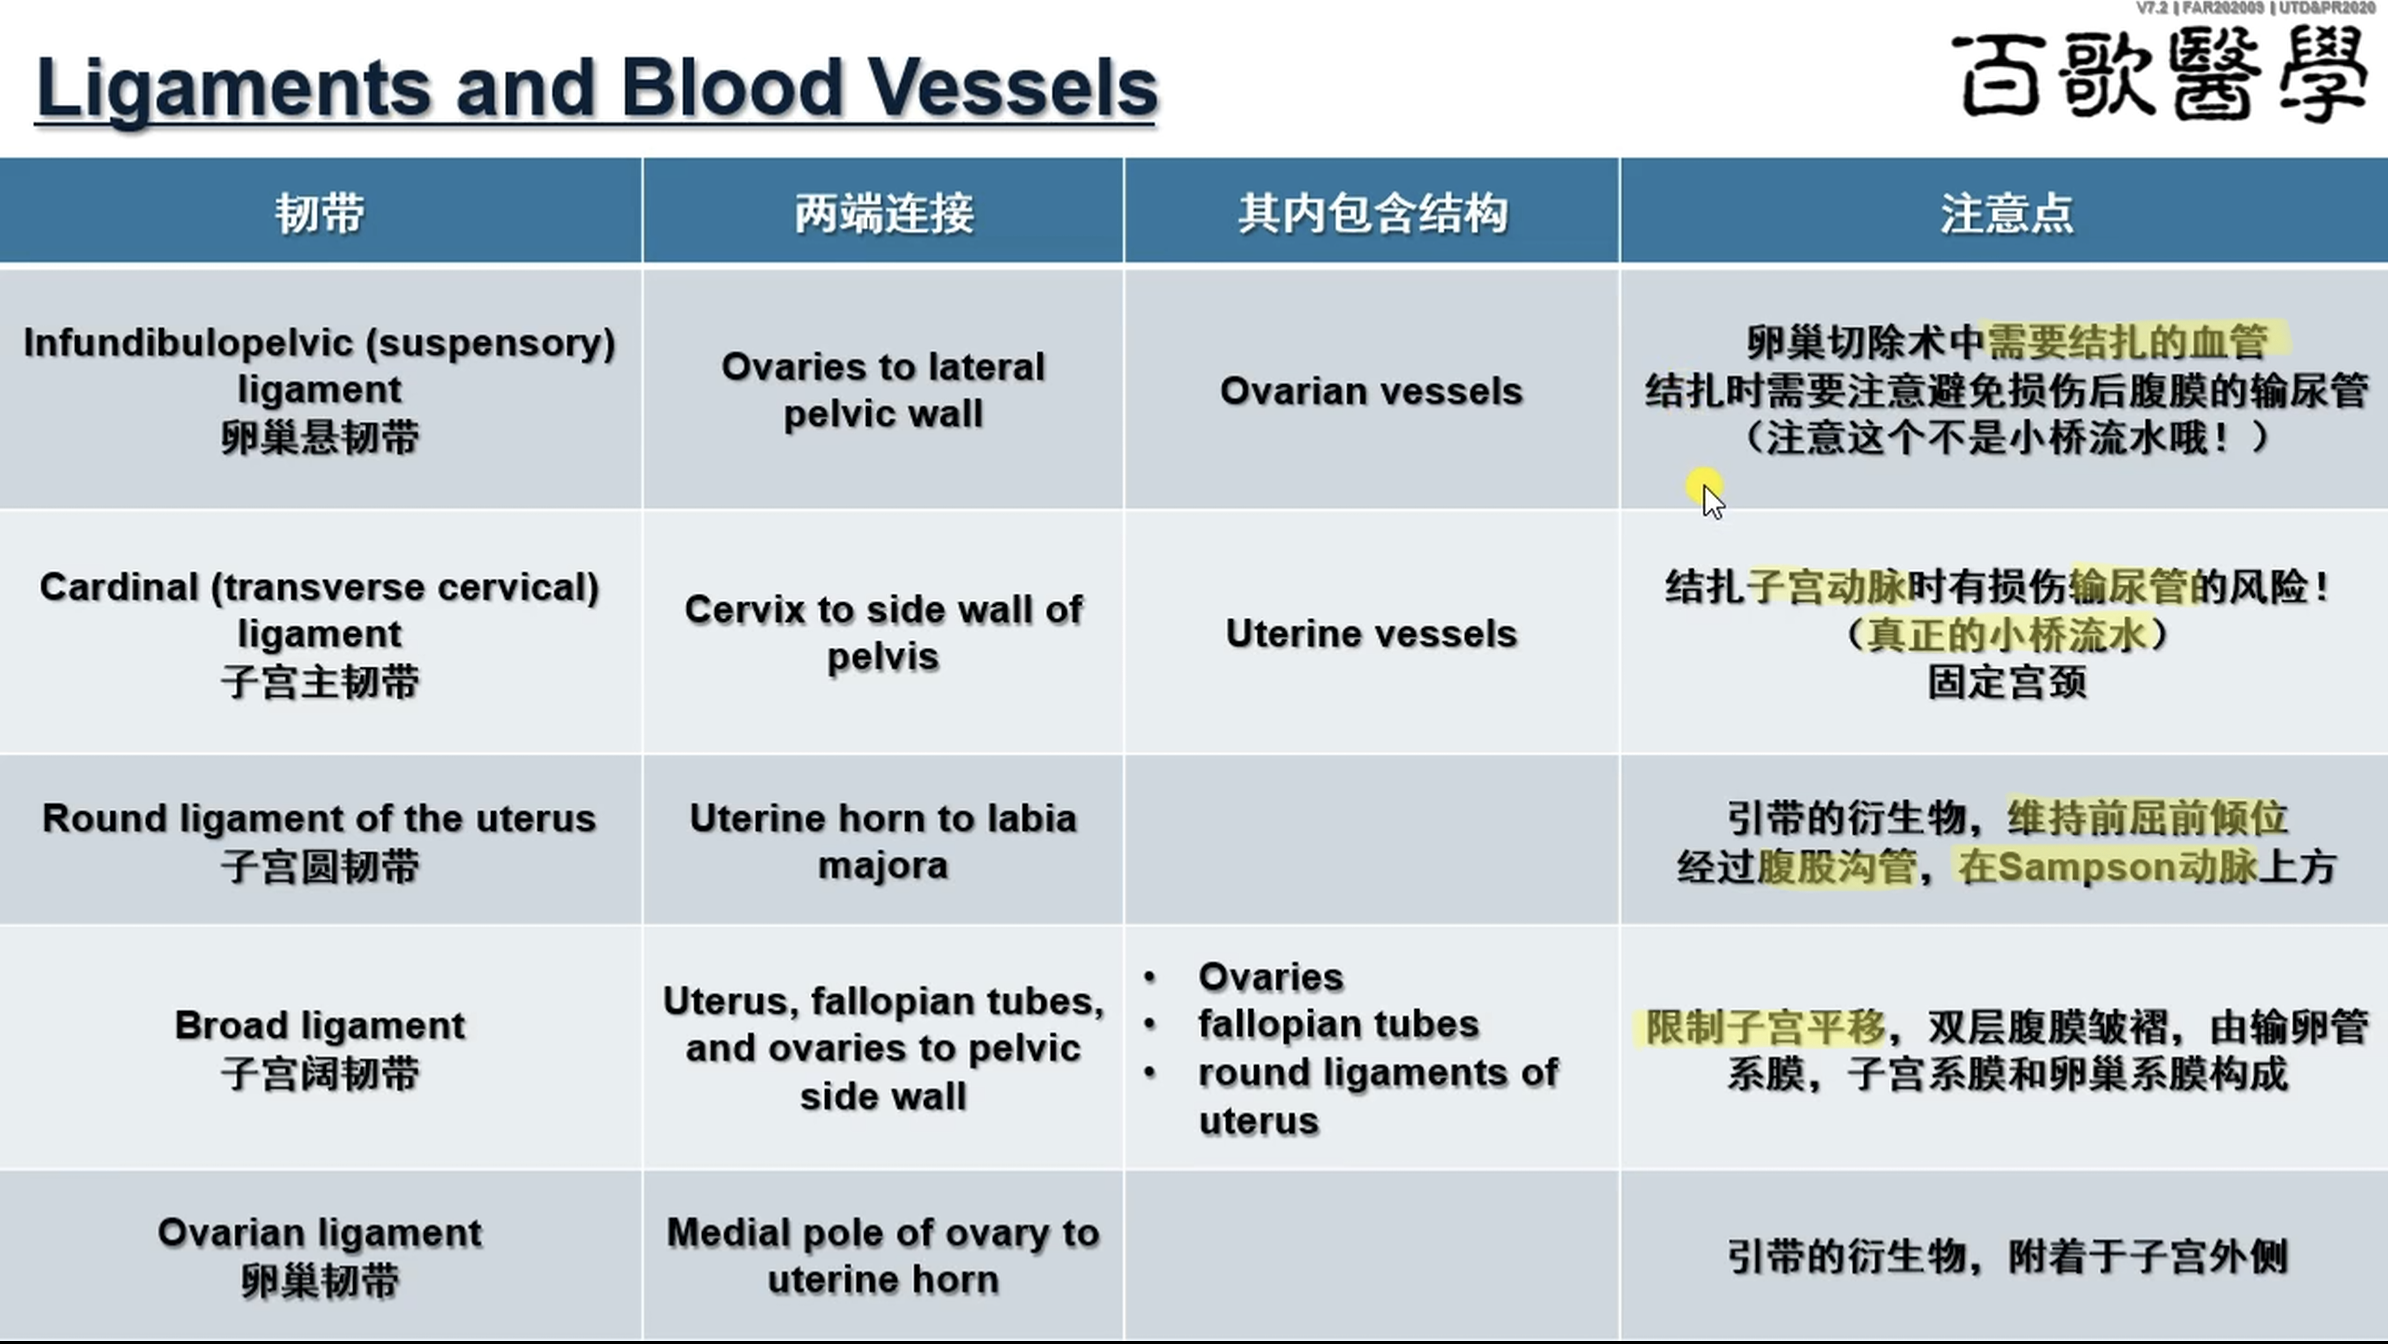 V7.2 | FAR202009 | UTD&PR2020
Ligaments and Blood Vessels
百歌醫學
韧带
两端连接
其内包含结构
注意点
Infundibulopelvic (suspensory)
ligament
卵巢悬韧带
Ovaries to lateral
pelvic wall
Ovarian vessels
卵巢切除术中需要结扎的血管
结扎时需要注意避免损伤后腹膜的输尿管
（注意这个不是小桥流水哦！）
Cardinal (transverse cervical)
ligament
子宫主韧带
Cervix to side wall of
pelvis
Uterine vessels
结扎子宫动脉时有损伤输尿管的风险！
（真正的小桥流水）
固定宫颈
Round ligament of the uterus
子宫圆韧带
Uterine horn to labia
majora
引带的衍生物，维持前屈前倾位
经过腹股沟管，在Sampson动脉上方
Broad ligament
子宫阔韧带
Uterus, fallopian tubes,
and ovaries to pelvic
side wall
• Ovaries
• fallopian tubes
• round ligaments of
uterus
限制子宫平移，双层腹膜皱褶，由输卵管
系膜，子宫系膜和卵巢系膜构成
Ovarian ligament
卵巢韧带
Medial pole of ovary to
uterine horn
引带的衍生物，附着于子宫外侧